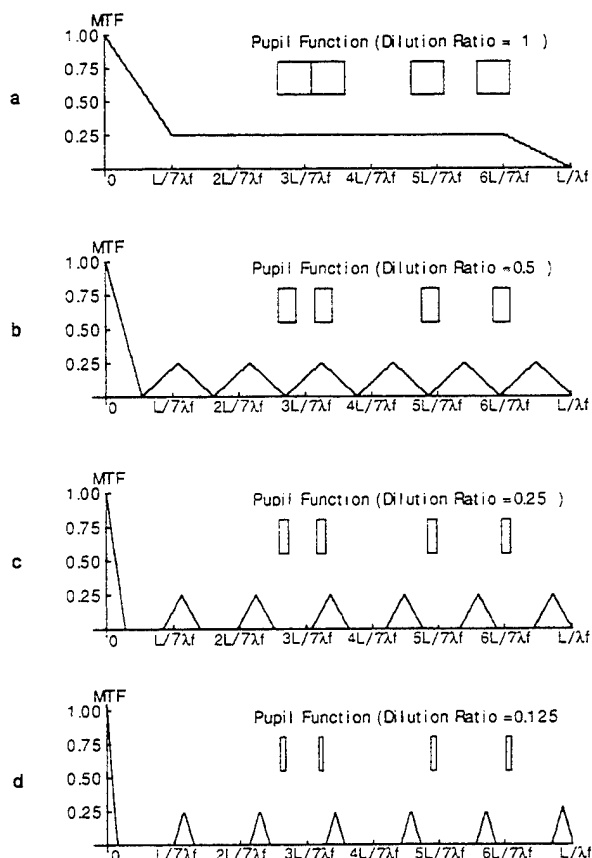 MTF
1.00
Pupil Function (Dilution Ratio = 1 )
0.75
0.50
0.25
a
0 L/7λf 2L/7λf 3L/7λf 4L/7λf 5L/7λf 6L/7λf L/λf
MTF
1.00
Pupil Function (Dilution Ratio =0.5 )
0.75
0.50
0.25
b
0 L/7λf 2L/7λf 3L/7λf 4L/7λf 5L/7λf 6L/7λf L/λf
MTF
1.00
Pupil Function (Dilution Ratio =0.25 )
0.75
0.50
0.25
c
0 L/7λf 2L/7λf 3L/7λf 4L/7λf 5L/7λf 6L/7λf L/λf
MTF
1.00
Pupil Function (Dilution Ratio =0.125
0.75
0.50
0.25
d
0 L/7λf 2L/7λf 3L/7λf 4L/7λf 5L/7λf 6L/7λf L/λf